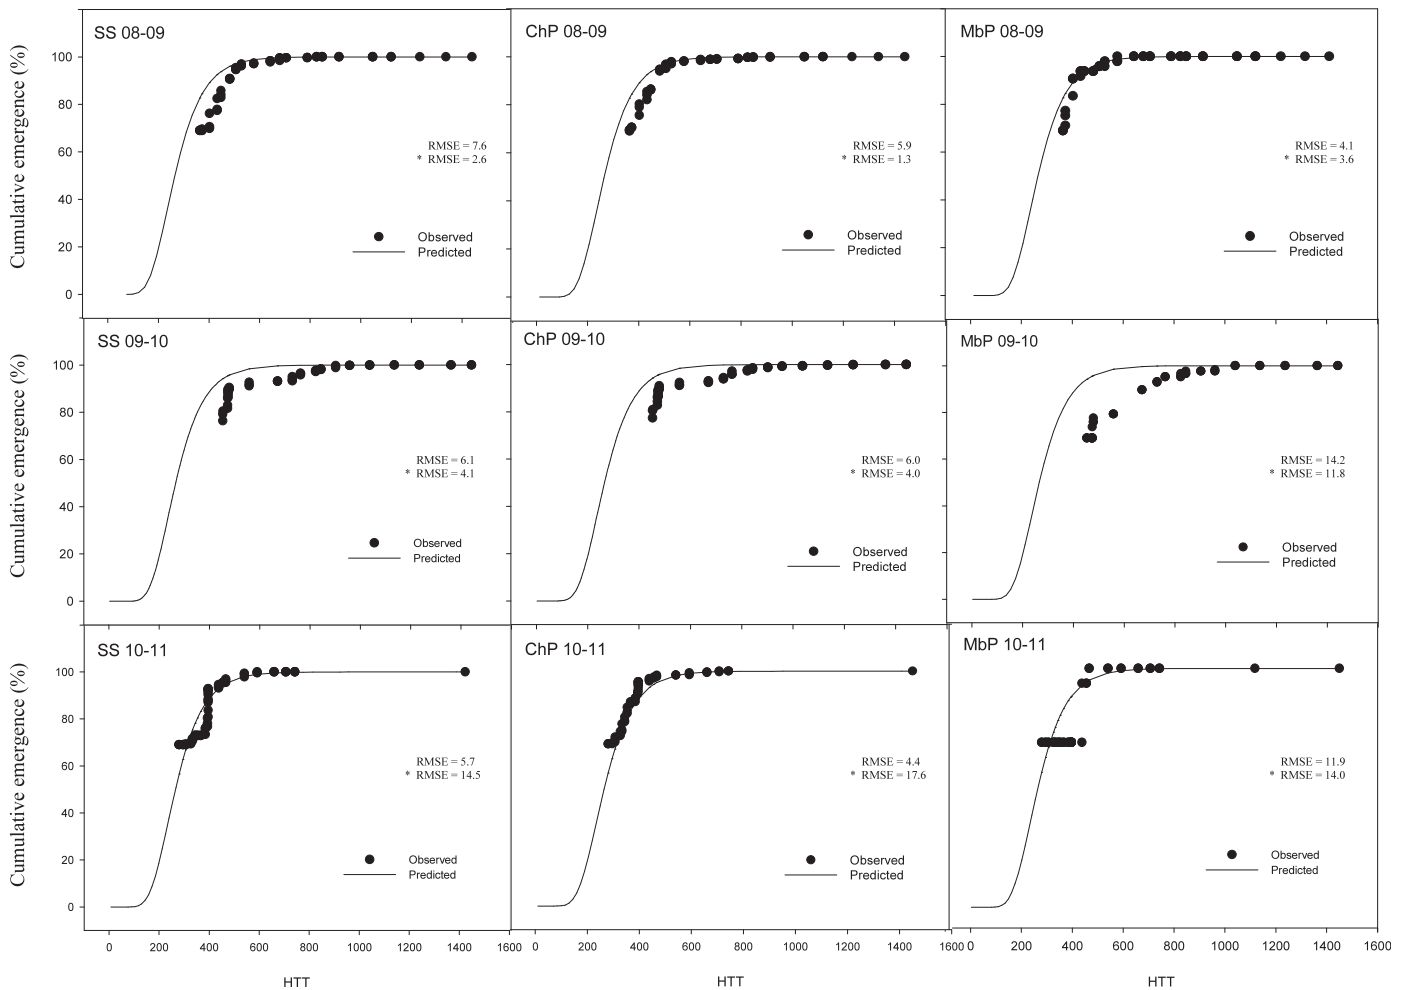 SS 08-09
Cumulative emergence (%)
100
80
60
40
20
0
RMSE = 7.6
* RMSE = 2.6
Observed
Predicted
ChP 08-09
RMSE = 5.9
* RMSE = 1.3
Observed
Predicted
MbP 08-09
RMSE = 4.1
* RMSE = 3.6
Observed
Predicted
SS 09-10
Cumulative emergence (%)
100
80
60
40
20
0
RMSE = 6.1
* RMSE = 4.1
Observed
Predicted
ChP 09-10
RMSE = 6.0
* RMSE = 4.0
Observed
Predicted
MbP 09-10
RMSE = 14.2
* RMSE = 11.8
Observed
Predicted
SS 10-11
Cumulative emergence (%)
100
80
60
40
20
0
RMSE = 5.7
* RMSE = 14.5
Observed
Predicted
0 200 400 600 800 1000 1200 1400 1600
HTT
ChP 10-11
RMSE = 4.4
* RMSE = 17.6
Observed
Predicted
0 200 400 600 800 1000 1200 1400 1600
HTT
MbP 10-11
RMSE = 11.9
* RMSE = 14.0
Observed
Predicted
0 200 400 600 800 1000 1200 1400 1600
HTT